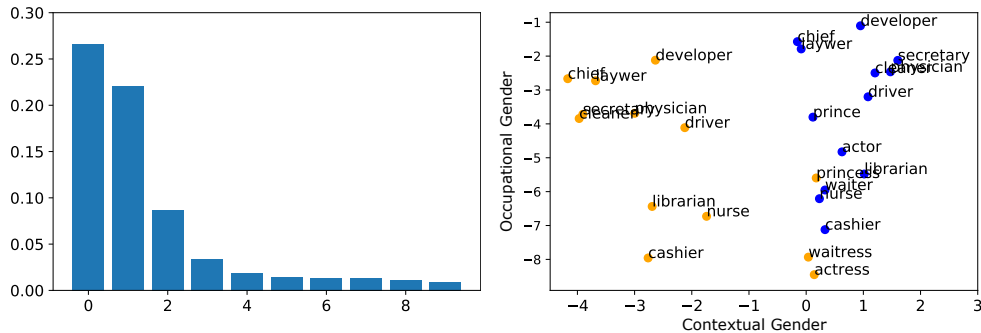 0.30
0.25
0.20
0.15
0.10
0.05
0.00
0
2
4
6
8
Occupational Gender
−1
−2
−3
−4
−5
−6
−7
−8
developer
chief
laywer
secretary
cleaner
physician
driver
prince
actor
librarian
princess
waiter
nurse
cashier
waitress
actress
developer
chief
laywer
secretary
physician
cleaner
driver
librarian
nurse
cashier
−4
−3
−2
−1
0
1
2
3
Contextual Gender